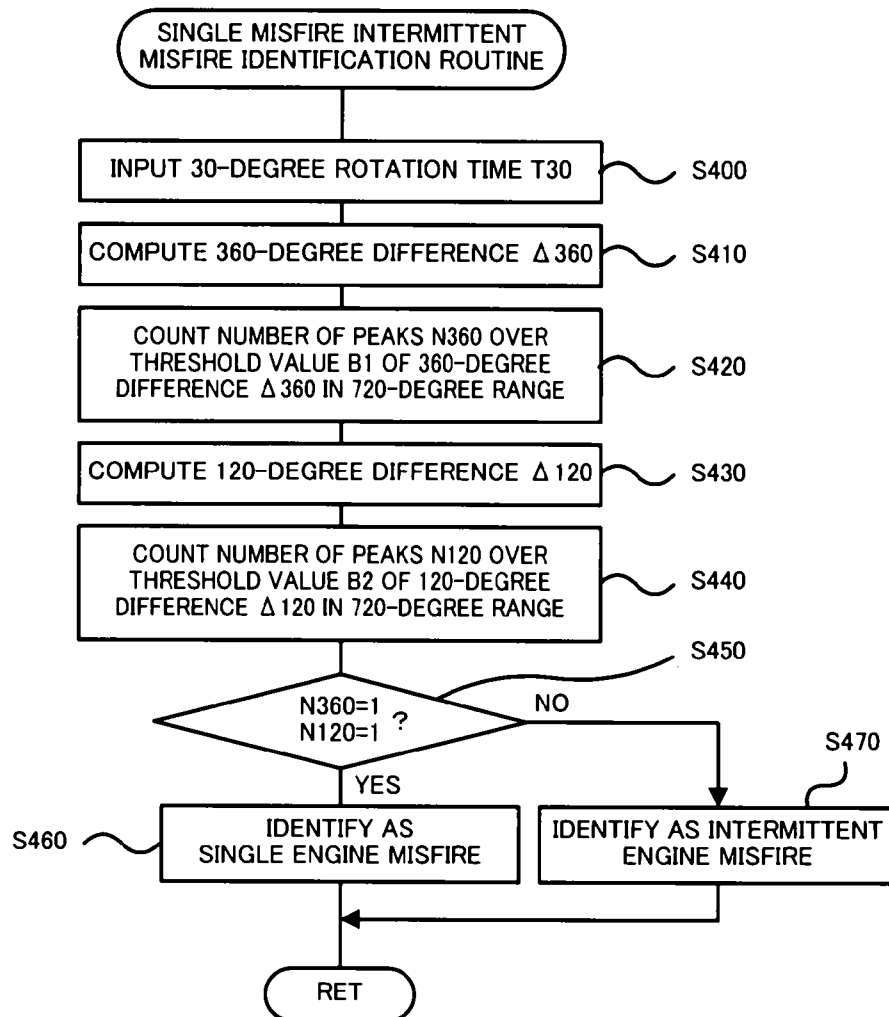 SINGLE MISFIRE INTERMITTENT
MISFIRE IDENTIFICATION ROUTINE
INPUT 30-DEGREE ROTATION TIME T30
S400
COMPUTE 360-DEGREE DIFFERENCE Δ360
S410
COUNT NUMBER OF PEAKS N360 OVER
THRESHOLD VALUE B1 OF 360-DEGREE
DIFFERENCE Δ360 IN 720-DEGREE RANGE
S420
COMPUTE 120-DEGREE DIFFERENCE Δ120
S430
COUNT NUMBER OF PEAKS N120 OVER
THRESHOLD VALUE B2 OF 120-DEGREE
DIFFERENCE Δ120 IN 720-DEGREE RANGE
S440
S450
N360=1
N120=1 ?
NO
YES
S470
S460
IDENTIFY AS
SINGLE ENGINE MISFIRE
IDENTIFY AS INTERMITTENT
ENGINE MISFIRE
RET